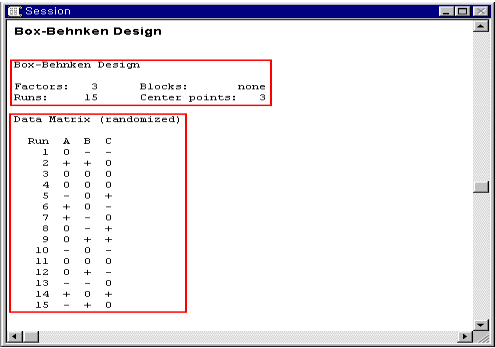 Session
Box-Behnken Design
Box-Behnken Design
Factors: 3 Blocks: none
Runs: 15 Center points: 3
Data Matrix (randomized)
Run A B C
1 0 - -
2 + + 0
3 0 0 0
4 0 0 0
5 - 0 +
6 + 0 -
7 + - 0
8 0 - +
9 0 + +
10 - 0 -
11 0 0 0
12 0 + -
13 - - 0
14 + 0 +
15 - + 0